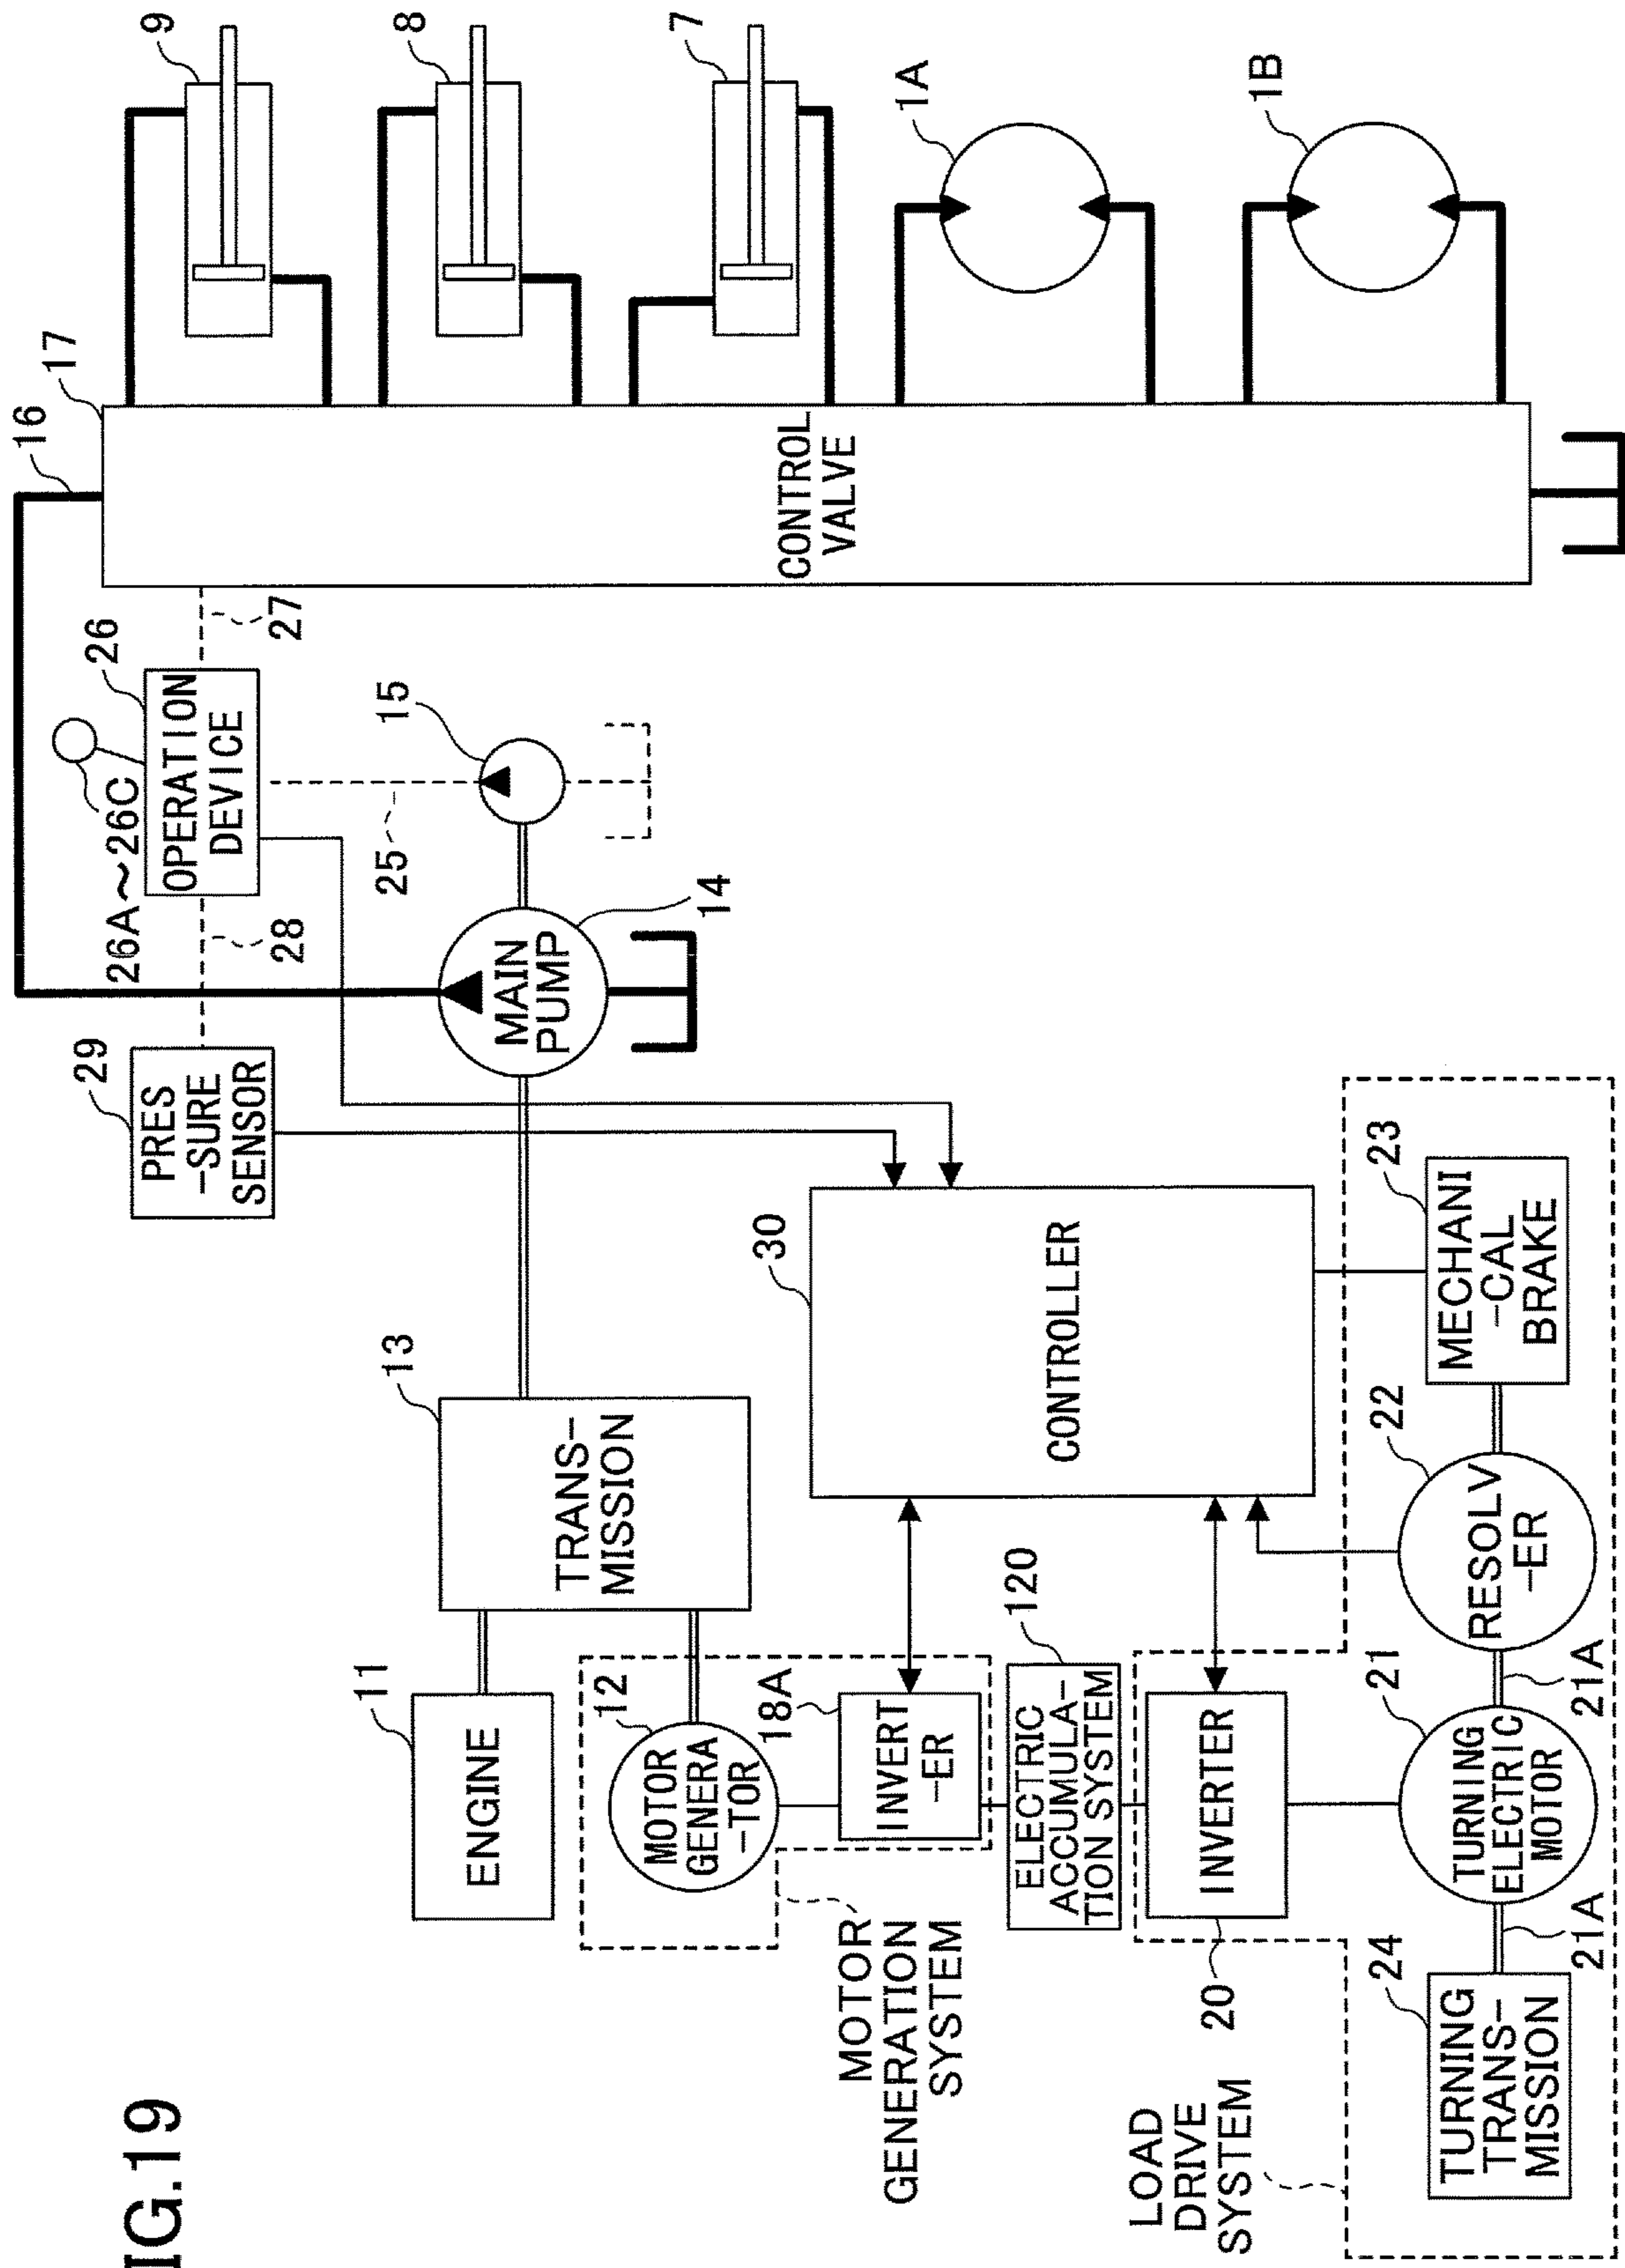 IG.19
ENGINE
11
TRANS-
MISSION
13
MAIN
PUMP
14
15
25
PRES
-SURE
SENSOR
29
28
26A~26C
OPERATION
DEVICE
26
27
16
17
CONTROL
VALVE
9
8
7
1A
1B
MOTOR
GENERA
-TOR
12
18A
INVERT
-ER
MOTOR
GENERATION
SYSTEM
ELECTRIC
ACCUMULA-
TION SYSTEM
120
CONTROLLER
30
INVERTER
20
LOAD
DRIVE
SYSTEM
TURNING
TRANS-
MISSION
24
21A
TURNING
ELECTRIC
MOTOR
21
21A
RESOLV
-ER
22
MECHANI
-CAL
BRAKE
23